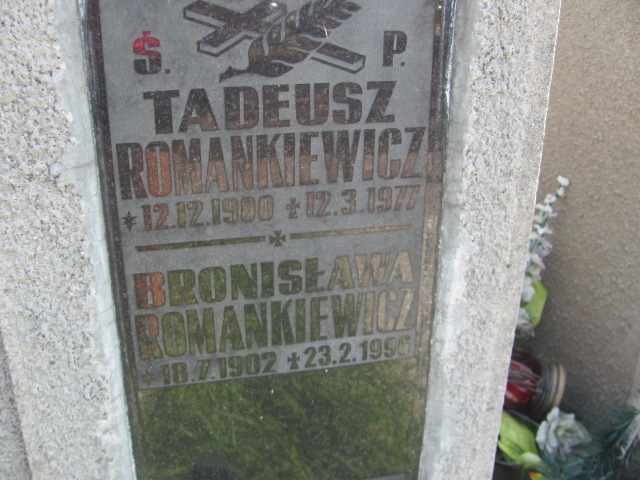 Ś. P.
TADEUSZ
ROMANKIEWICZ
*12.12.1900 ✝12.3.1977
BRONISŁAWA
ROMANKIEWICZ
*18.7.1902 ✝23.2.1996